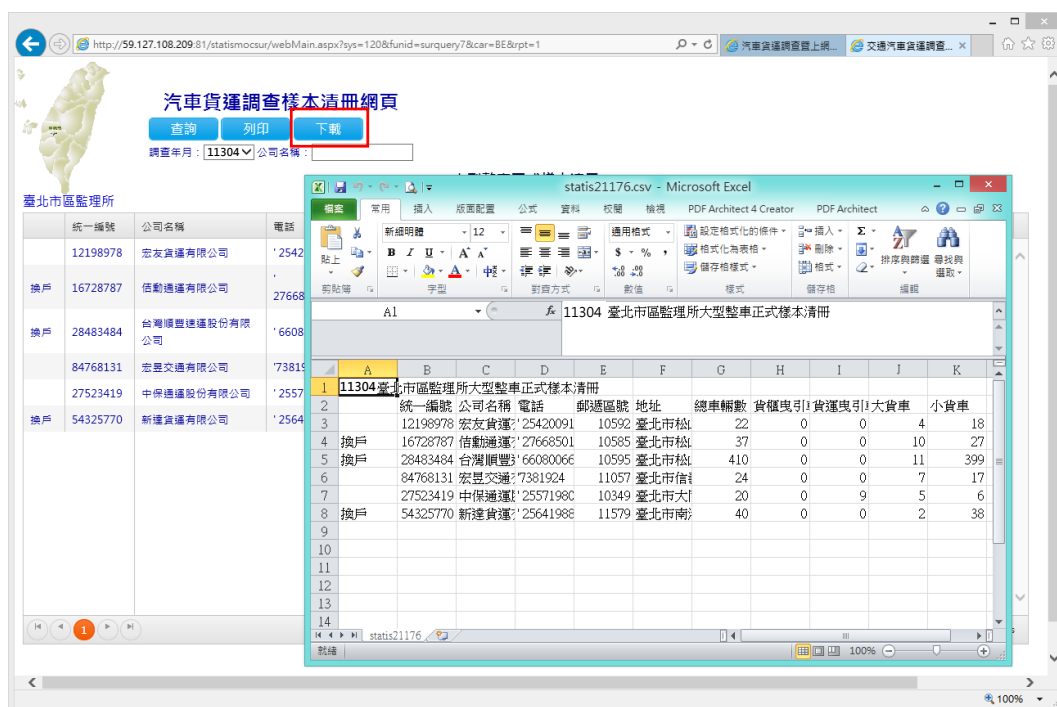 http://59.127.108.209:81/statismocsur/webMain.aspx?sys=120&funid=surquery7&car=BE&rpt=1
汽車貨運調查暨上網...
交通汽車貨運調查...
汽車貨運調查樣本清冊網頁
查詢 列印 下載
調查年月： 11304 公司名稱：
臺北市區監理所
統一編號 公司名稱 電話
12198978 宏友貨運有限公司 '2542
換戶 16728787 信動通運有限公司 ' 27668
換戶 28483484 台灣順豐速運股份有限公司 '6608
84768131 宏昱交通有限公司 '73819
27523419 中保通運股份有限公司 '2557
換戶 54325770 新達貨運有限公司 '2564
1
statis21176.csv - Microsoft Excel
檔案 常用 插入 版面配置 公式 資料 校閱 檢視 PDF Architect 4 Creator PDF Architect
貼上 新細明體 12 通用格式 設定格式化的條件 插入 Σ
B I U A A $ % , 格式化為表格 刪除 排序與篩選 尋找與選取
A 中 儲存格樣式 格式
剪貼簿 字型 對齊方式 數值 樣式 儲存格 編輯
A1 fx 11304 臺北市區監理所大型整車正式樣本清冊
A B C D E F G H I J K
1 11304 臺北市區監理所大型整車正式樣本清冊
2 統一編號 公司名稱 電話 郵遞區號 地址 總車輛數 貨櫃曳引 貨運曳引 大貨車 小貨車
3 12198978 宏友貨運 '25420091 10592 臺北市松 22 0 0 4 18
4 換戶 16728787 信動通運 '27668501 10585 臺北市松 37 0 0 10 27
5 換戶 28483484 台灣順豐 '66080066 10595 臺北市松 410 0 0 11 399
6 84768131 宏昱交通 '7381924 11057 臺北市信 24 0 0 7 17
7 27523419 中保通運 '25571980 10349 臺北市大 20 0 9 5 6
8 換戶 54325770 新達貨運 '25641988 11579 臺北市南 40 0 0 2 38
9
10
11
12
13
14
statis21176
就緒 100%
100%